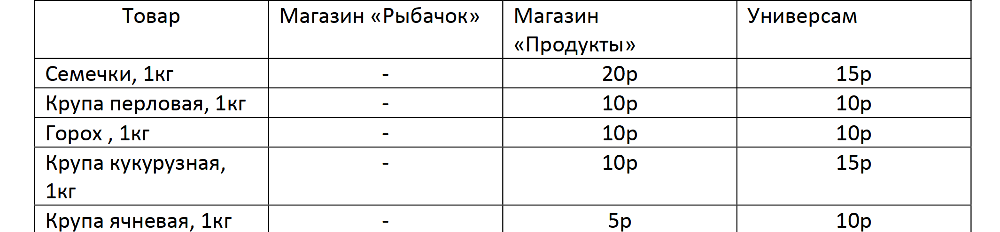 Товар Магазин «Рыбачок» Магазин Универсам
«Продукты»
Семечки, 1кг - 20р 15р
Крупа перловая, 1кг - 10р 10р
Горох , 1кг - 10р 10р
Крупа кукурузная, - 10р 15р
1кг
Крупа ячневая, 1кг - 5р 10р